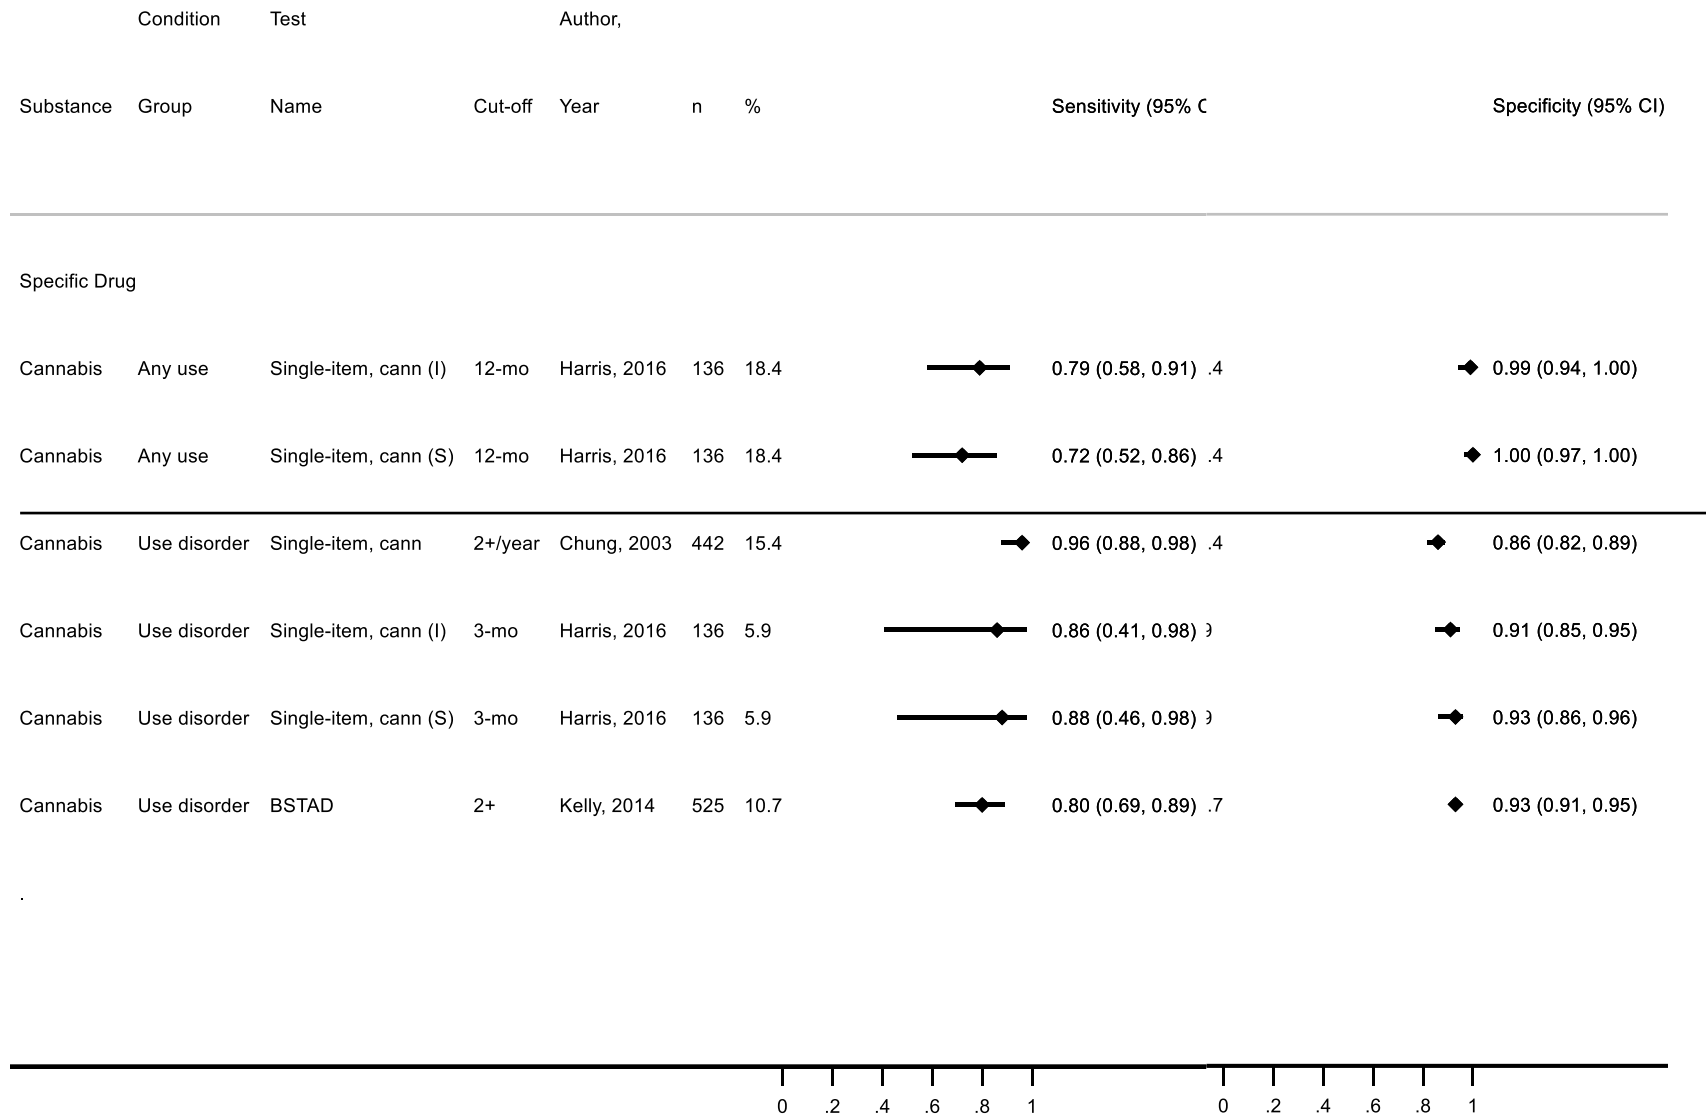 Condition Test Author,
Substance Group Name Cut-off Year n % Sensitivity (95% C Specificity (95% CI)
Specific Drug
Cannabis Any use Single-item, cann (I) 12-mo Harris, 2016 136 18.4 0.79 (0.58, 0.91) .4 0.99 (0.94, 1.00)
Cannabis Any use Single-item, cann (S) 12-mo Harris, 2016 136 18.4 0.72 (0.52, 0.86) .4 1.00 (0.97, 1.00)
Cannabis Use disorder Single-item, cann 2+/year Chung, 2003 442 15.4 0.96 (0.88, 0.98) .4 0.86 (0.82, 0.89)
Cannabis Use disorder Single-item, cann (I) 3-mo Harris, 2016 136 5.9 0.86 (0.41, 0.98) 0.91 (0.85, 0.95)
Cannabis Use disorder Single-item, cann (S) 3-mo Harris, 2016 136 5.9 0.88 (0.46, 0.98) 0.93 (0.86, 0.96)
Cannabis Use disorder BSTAD 2+ Kelly, 2014 525 10.7 0.80 (0.69, 0.89) .7 0.93 (0.91, 0.95)
.
0 .2 .4 .6 .8 1 0 .2 .4 .6 .8 1